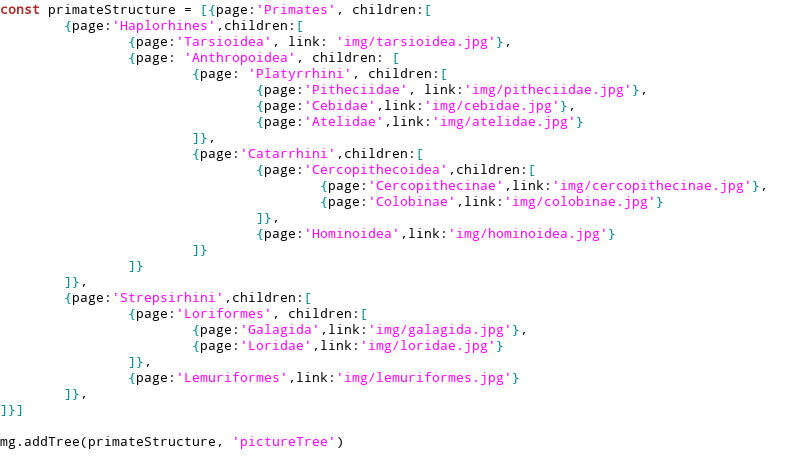 const primateStructure = [{page:'Primates', children:[
        {page:'Haplorhines',children:[
                {page:'Tarsioidea', link: 'img/tarsioidea.jpg'},
                {page: 'Anthropoidea', children: [
                        {page: 'Platyrrhini', children:[
                                {page:'Pitheciidae', link:'img/pitheciidae.jpg'},
                                {page:'Cebidae',link:'img/cebidae.jpg'},
                                {page:'Atelidae',link:'img/atelidae.jpg'}
                        ]},
                        {page:'Catarrhini',children:[
                                {page:'Cercopithecoidea',children:[
                                        {page:'Cercopithecinae',link:'img/cercopithecinae.jpg'},
                                        {page:'Colobinae',link:'img/colobinae.jpg'}
                                ]},
                                {page:'Hominoidea',link:'img/hominoidea.jpg'}
                        ]}
                ]}
        ]},
        {page:'Strepsirhini',children:[
                {page:'Loriformes', children:[
                        {page:'Galagida',link:'img/galagida.jpg'},
                        {page:'Loridae',link:'img/loridae.jpg'}
                ]},
                {page:'Lemuriformes',link:'img/lemuriformes.jpg'}
        ]},
]}]

mg.addTree(primateStructure, 'pictureTree')